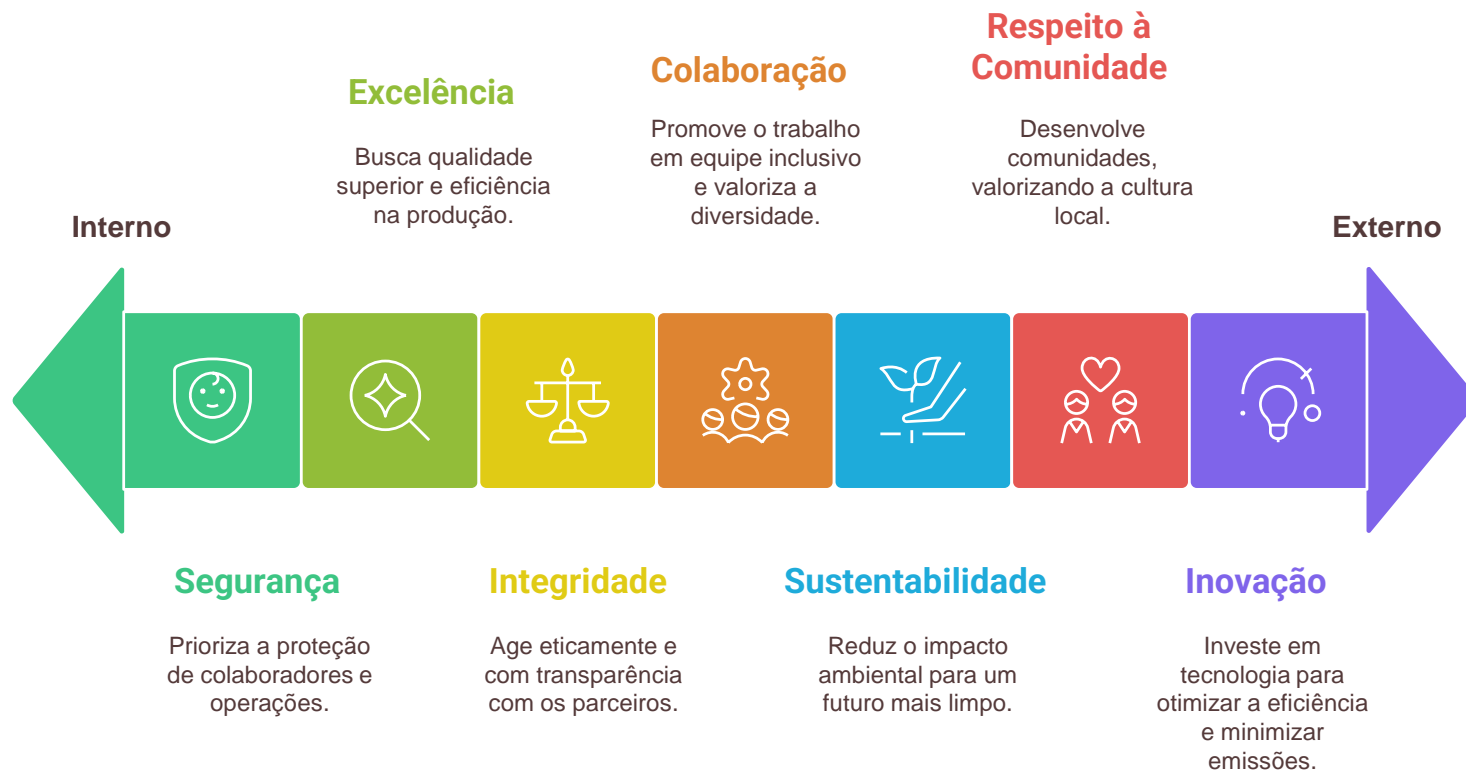 Respeito à
Comunidade
Desenvolve
comunidades,
valorizando a cultura
local.
Colaboração
Promove o trabalho
em equipe inclusivo
e valoriza a
diversidade.
Excelência
Busca qualidade
superior e eficiência
na produção.
Interno
Externo
Segurança
Prioriza a proteção
de colaboradores e
operações.
Integridade
Age eticamente e
com transparência
com os parceiros.
Sustentabilidade
Reduz o impacto
ambiental para um
futuro mais limpo.
Inovação
Investe em
tecnologia para
otimizar a eficiência
e minimizar
emissões.